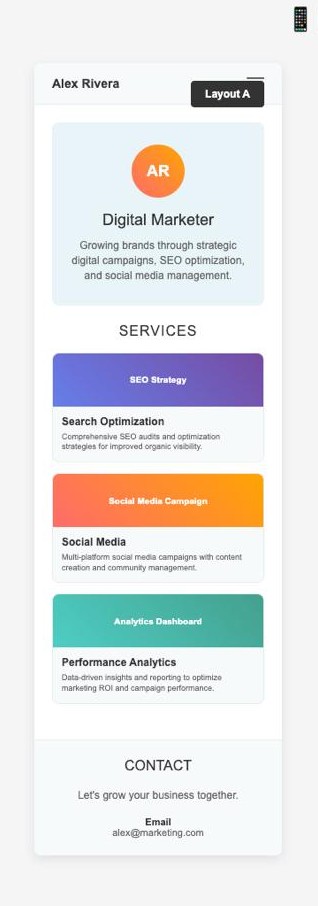 Alex Rivera
Layout A
AR
Digital Marketer
Growing brands through strategic
digital campaigns, SEO optimization,
and social media management.
SERVICES
SEO Strategy
Search Optimization
Comprehensive SEO audits and optimization
strategies for improved organic visibility.
Social Media Campaign
Social Media
Multi-platform social media campaigns with content
creation and community management.
Analytics Dashboard
Performance Analytics
Data-driven insights and reporting to optimize
marketing ROI and campaign performance.
CONTACT
Let's grow your business together.
Email
alex@marketing.com